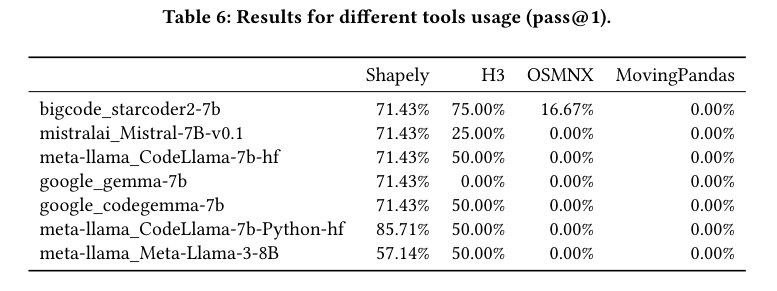 Table 6: Results for different tools usage (pass@1).
Shapely H3 OSMNX MovingPandas
bigcode_starcoder2-7b 71.43% 75.00% 16.67% 0.00%
mistralai_Mistral-7B-v0.1 71.43% 25.00% 0.00% 0.00%
meta-llama_CodeLlama-7b-hf 71.43% 50.00% 0.00% 0.00%
google_gemma-7b 71.43% 0.00% 0.00% 0.00%
google_codegemma-7b 71.43% 50.00% 0.00% 0.00%
meta-llama_CodeLlama-7b-Python-hf 85.71% 50.00% 0.00% 0.00%
meta-llama_Meta-Llama-3-8B 57.14% 50.00% 0.00% 0.00%